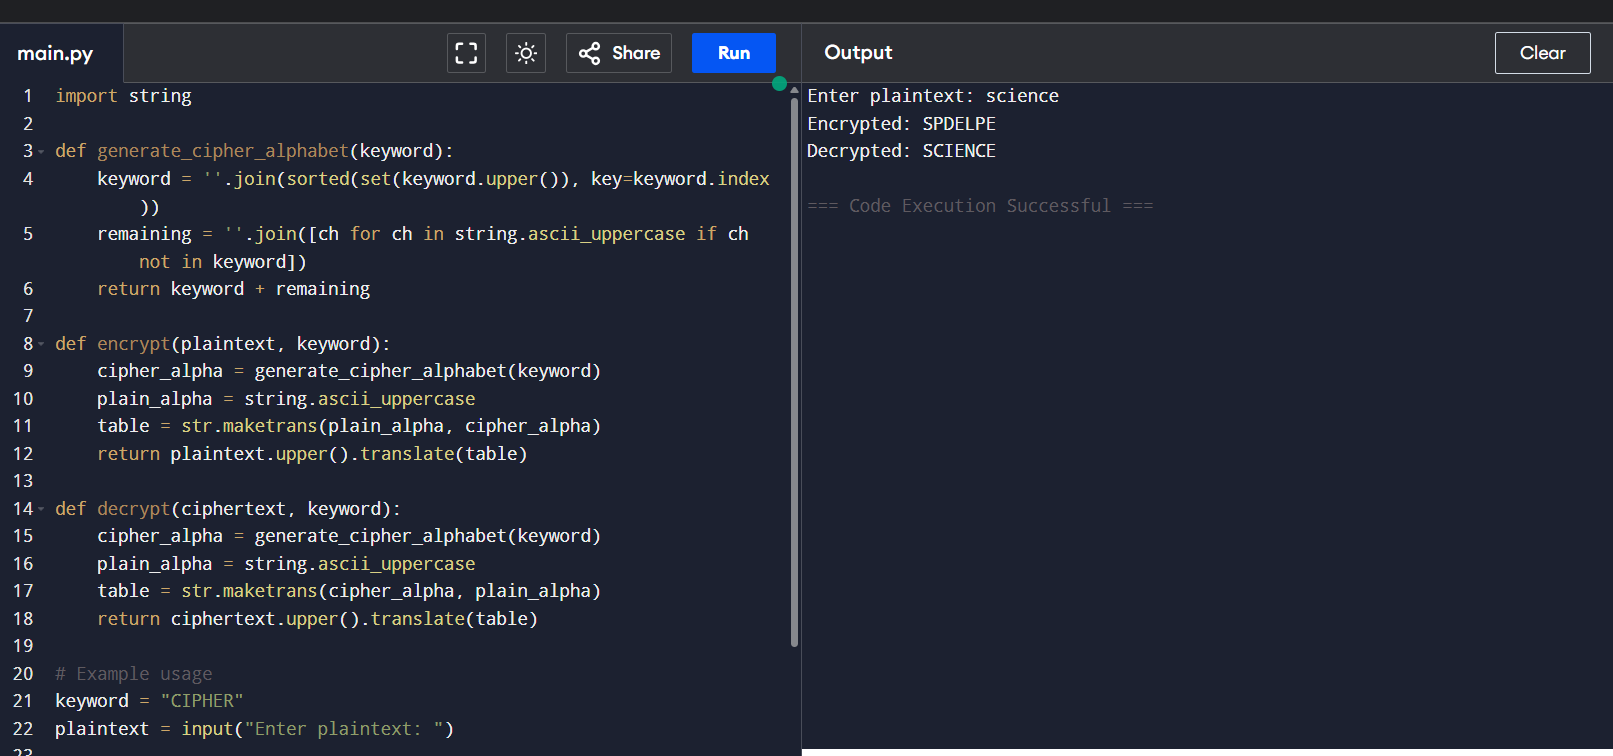 main.py
Share
Run
Output
Clear
1 import string
2
3 def generate_cipher_alphabet(keyword):
4 keyword = ''.join(sorted(set(keyword.upper()), key=keyword.index
))
5 remaining = ''.join([ch for ch in string.ascii_uppercase if ch
not in keyword])
6 return keyword + remaining
7
8 def encrypt(plaintext, keyword):
9 cipher_alpha = generate_cipher_alphabet(keyword)
10 plain_alpha = string.ascii_uppercase
11 table = str.maketrans(plain_alpha, cipher_alpha)
12 return plaintext.upper().translate(table)
13
14 def decrypt(ciphertext, keyword):
15 cipher_alpha = generate_cipher_alphabet(keyword)
16 plain_alpha = string.ascii_uppercase
17 table = str.maketrans(cipher_alpha, plain_alpha)
18 return ciphertext.upper().translate(table)
19
20 # Example usage
21 keyword = "CIPHER"
22 plaintext = input("Enter plaintext: ")
23
Enter plaintext: science
Encrypted: SPDELPE
Decrypted: SCIENCE
=== Code Execution Successful ===